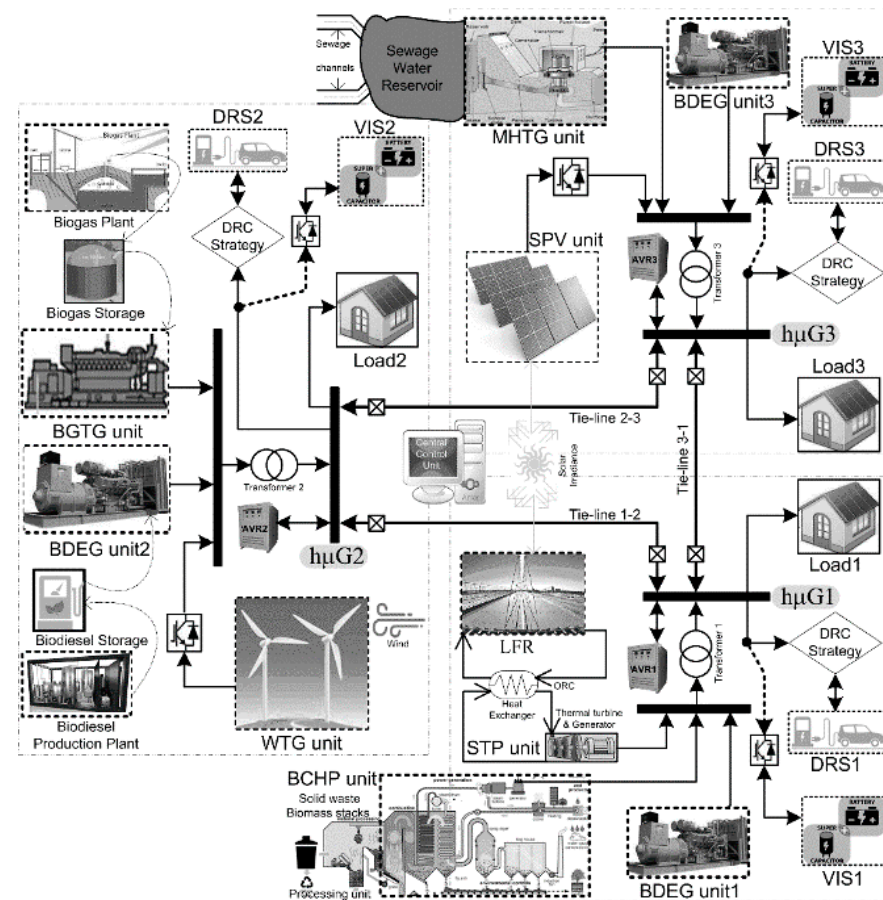 Sewage
channels
Sewage
Water
Reservoir
MHTG unit
BDEG unit3
VIS3
BATTERY
SUPER
CAPACITOR
DRS3
DRC
Strategy
AVR3
Transformer 3
hμG3
Load3
SPV unit
DRS2
VIS2
BATTERY
SUPER
CAPACITOR
DRC
Strategy
Load2
Biogas Plant
Biogas Plant
Biogas Storage
BGTG unit
BDEG unit2
Biodiesel Storage
Biodiesel
Production Plant
Transformer 2
AVR2
hμG2
WTG unit
Wind
Tie-line 2-3
Tie-line 3-1
Tie-line 1-2
Central
Control
Unit
Solar
Irradiance
LFR
ORC
Heat
Exchanger
Thermal turbine
& Generator
STP unit
AVR1
Transformer 1
hμG1
Load1
DRC
Strategy
DRS1
BATTERY
SUPER
CAPACITOR
VIS1
BDEG unit1
BCHP unit
Solid waste
Biomass stacks
Processing unit